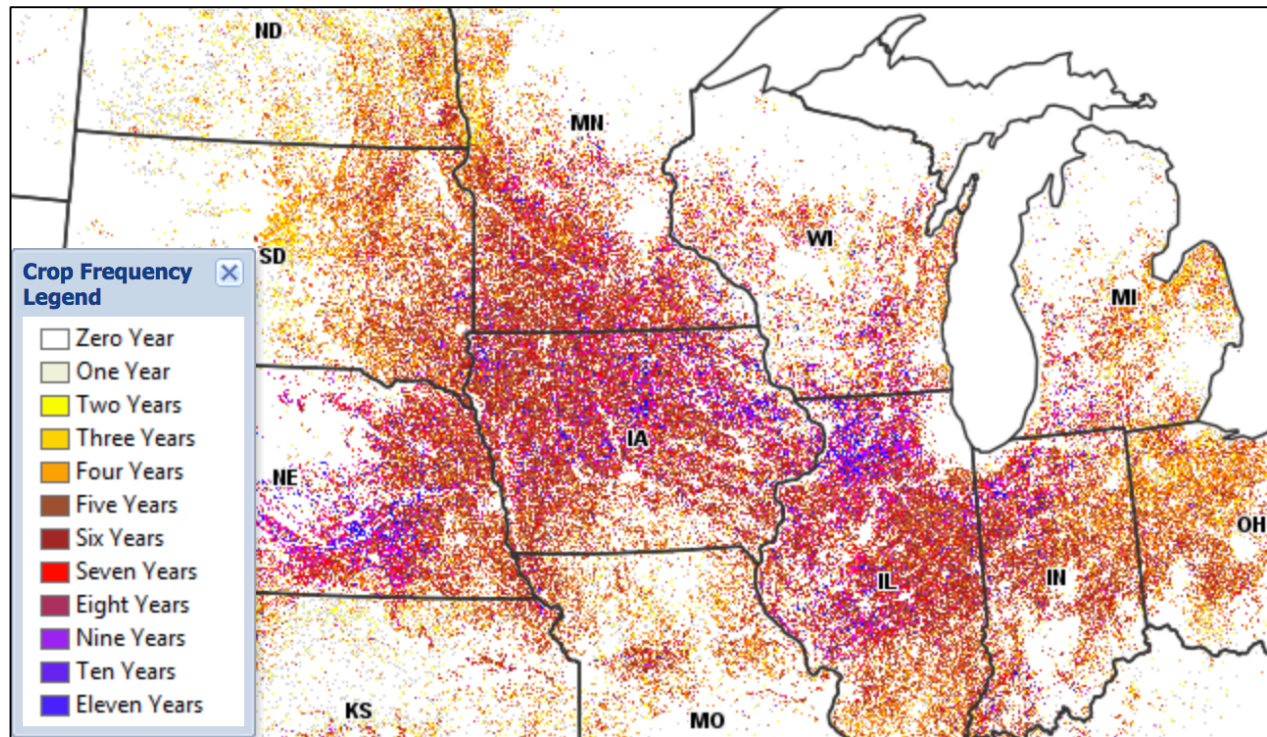 ND
MN
WI
SD
MI
IA
NE
OH
IL
IN
KS
MO
Crop Frequency
Legend
Zero Year
One Year
Two Years
Three Years
Four Years
Five Years
Six Years
Seven Years
Eight Years
Nine Years
Ten Years
Eleven Years